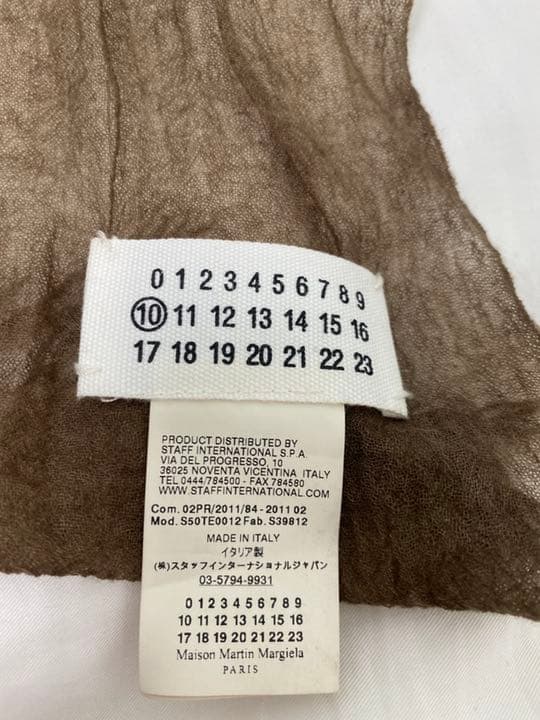 0 1 2 3 4 5 6 7 8 9
10 11 12 13 14 15 16
17 18 19 20 21 22 23
PRODUCT DISTRIBUTED BY
STAFF INTERNATIONAL S.P.A.
VIA DEL PROGRESSO, 10
36025 NOVENTA VICENTINA ITALY
TEL 0444/784500 - FAX 784580
WWW.STAFFINTERNATIONAL.COM
Com. 02PR/2011/84 - 2011 02
Mod. S50TE0012 Fab. S39812
MADE IN ITALY
イタリア製
(株)スタッフインターナショナルジャパン
03-5794-9931
0 1 2 3 4 5 6 7 8 9
10 11 12 13 14 15 16
17 18 19 20 21 22 23
Maison Martin Margiela
PARIS